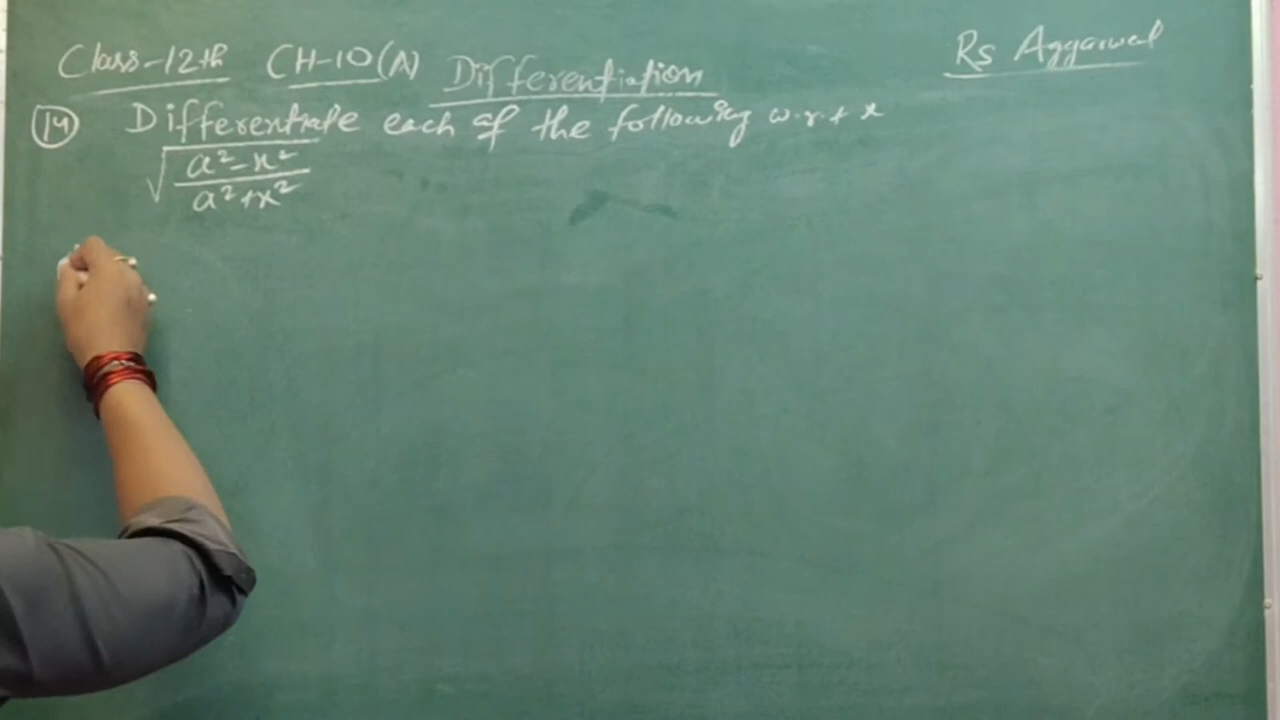 Class-12th CH-10(A) Differentiation Rs Aggarwal
(14) Differentiate each of the following w.r.t x
√((a²-x²)/(a²+x²))